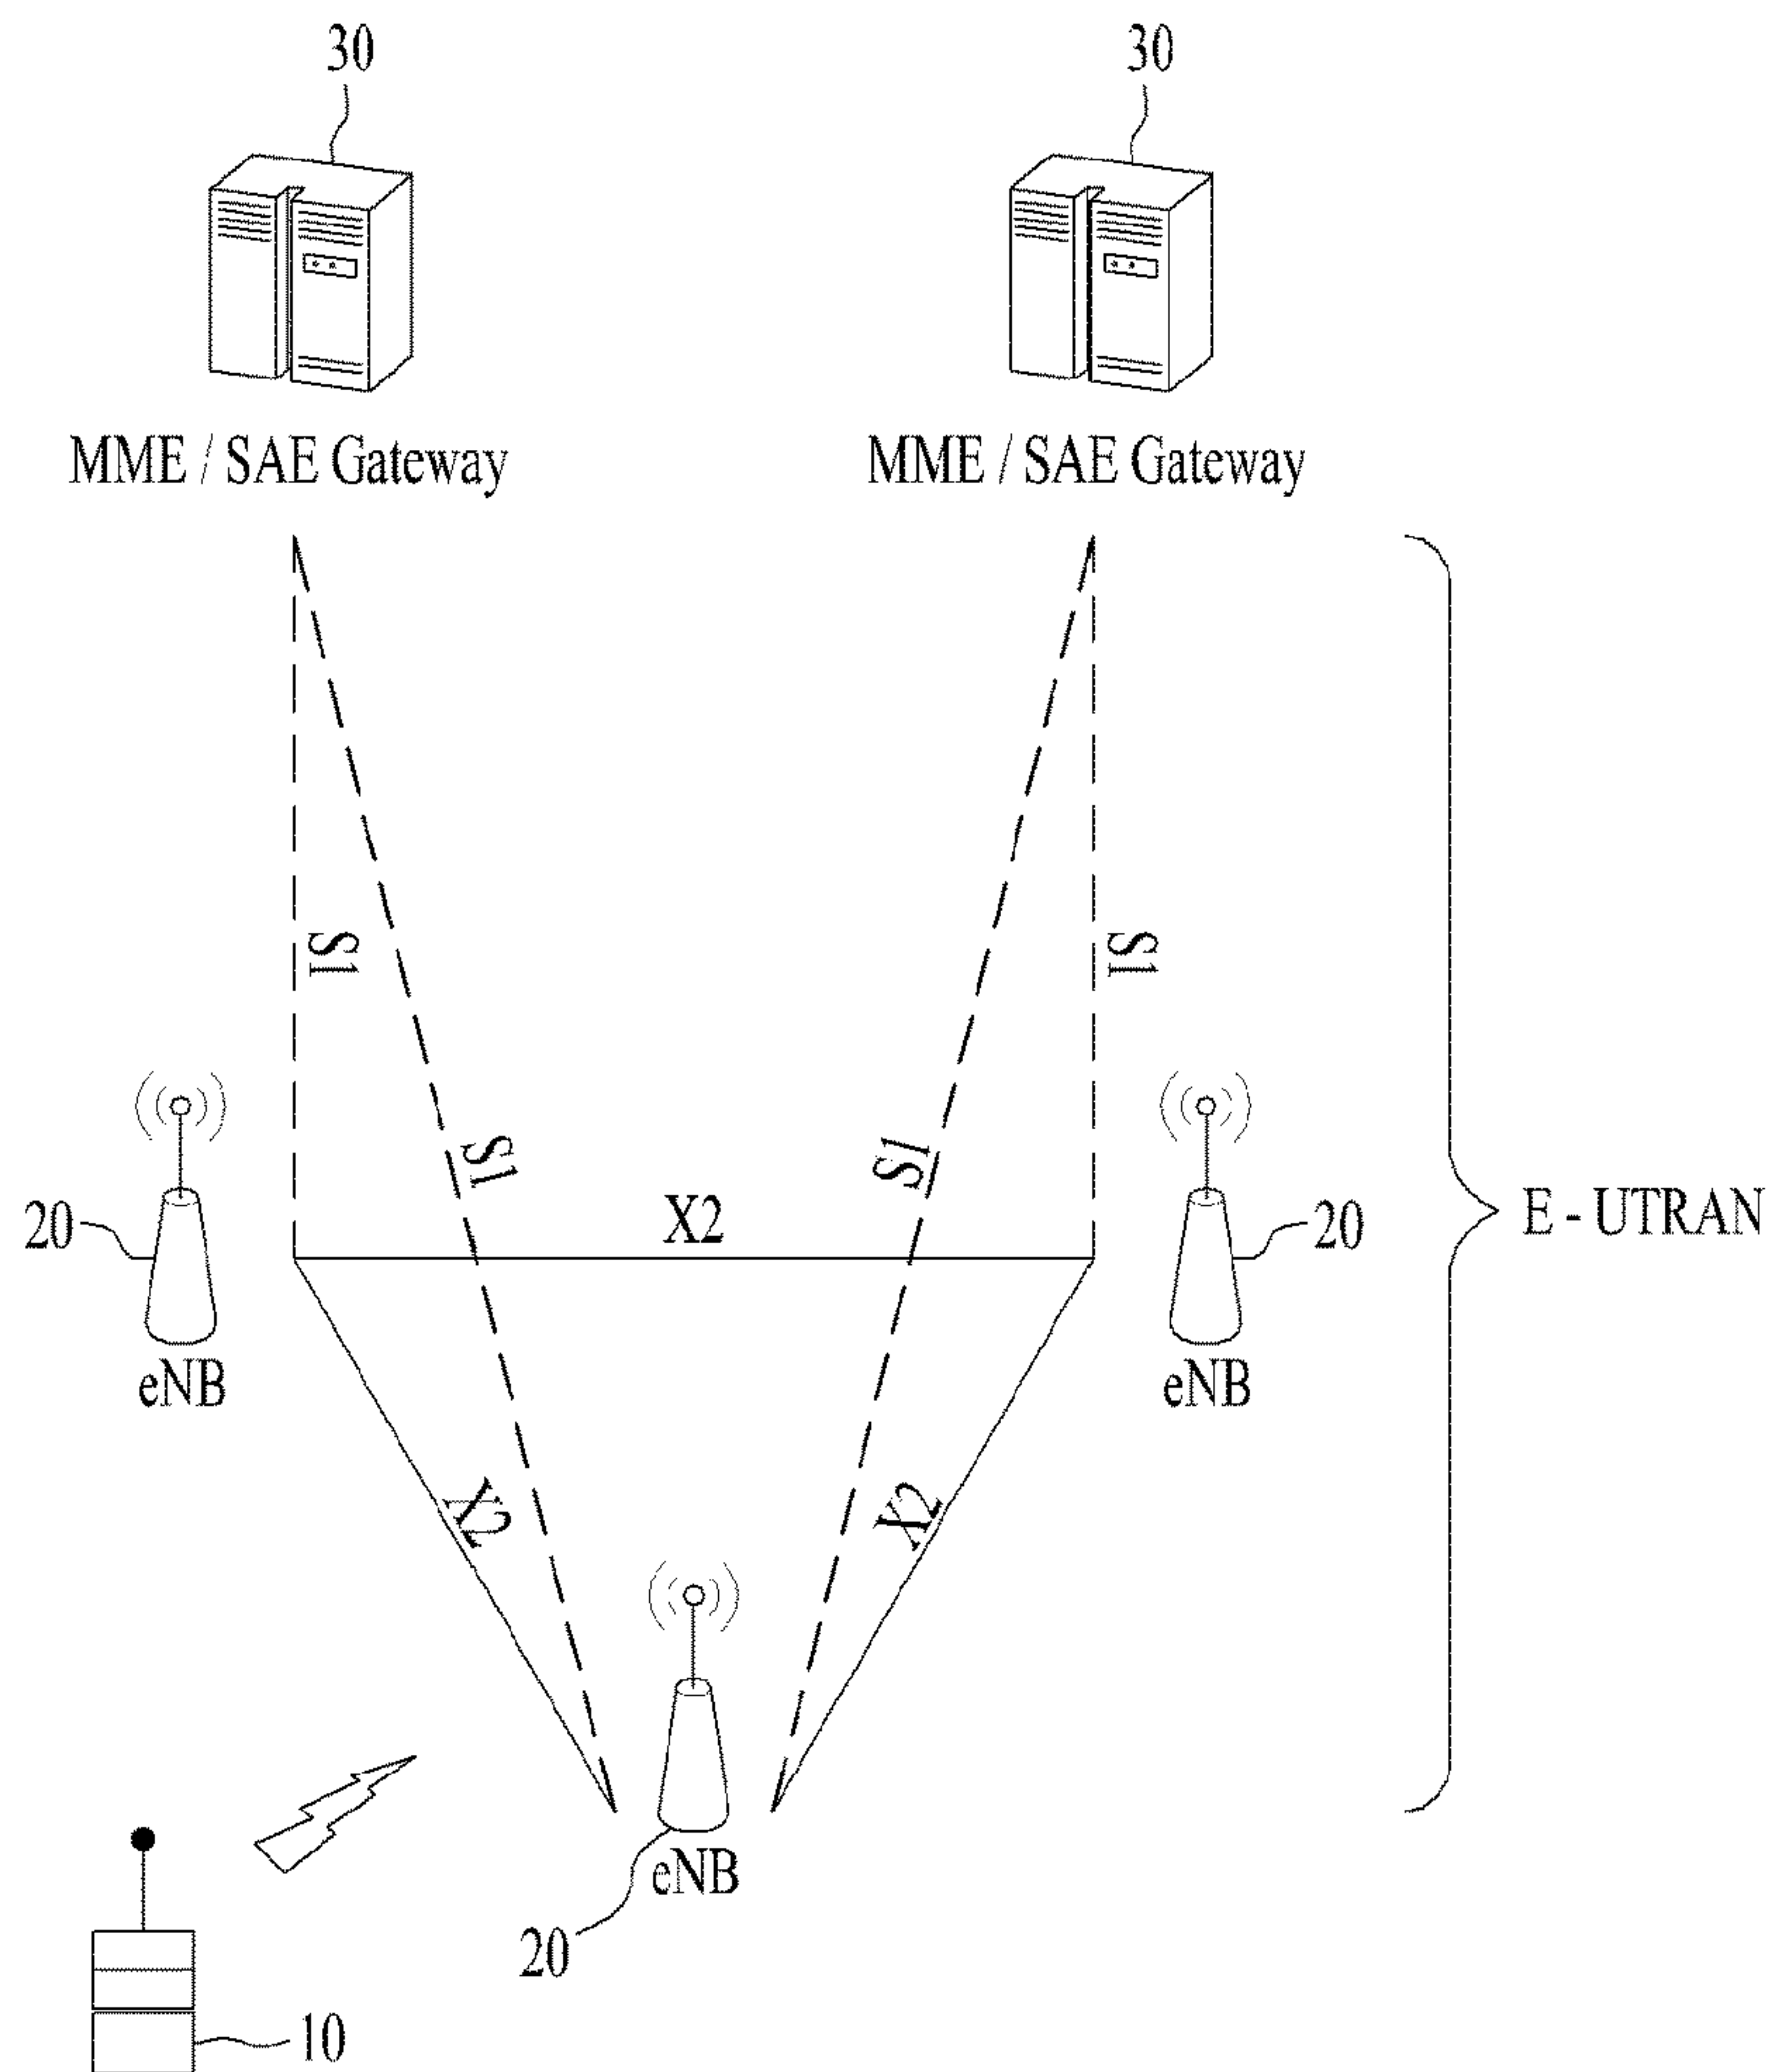 30 30
MME / SAE Gateway MME / SAE Gateway
S1 S1
S1 S1
20 X2 20 E - UTRAN
eNB eNB
X2 X2
eNB
20
10